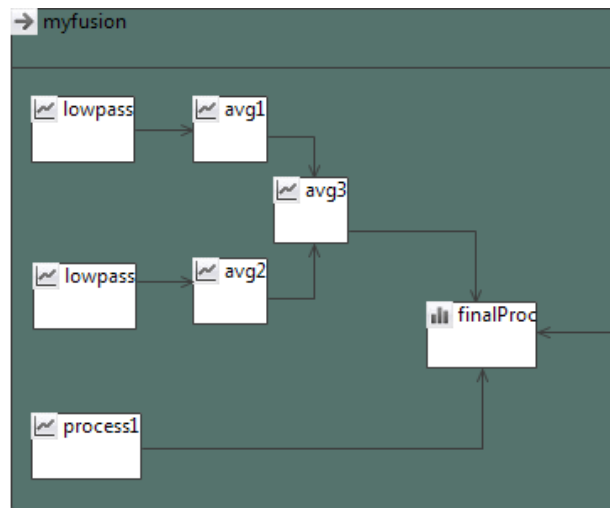 myfusion
lowpass
avg1
avg3
lowpass
avg2
finalProc
process1